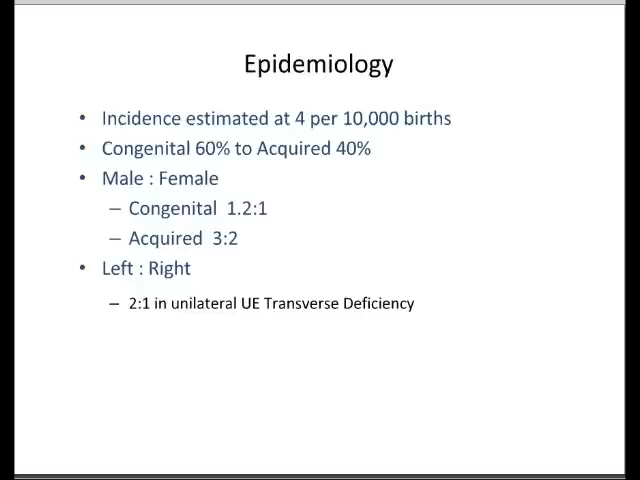 Epidemiology
• Incidence estimated at 4 per 10,000 births
• Congenital 60% to Acquired 40%
• Male : Female
– Congenital 1.2:1
– Acquired 3:2
• Left : Right
– 2:1 in unilateral UE Transverse Deficiency